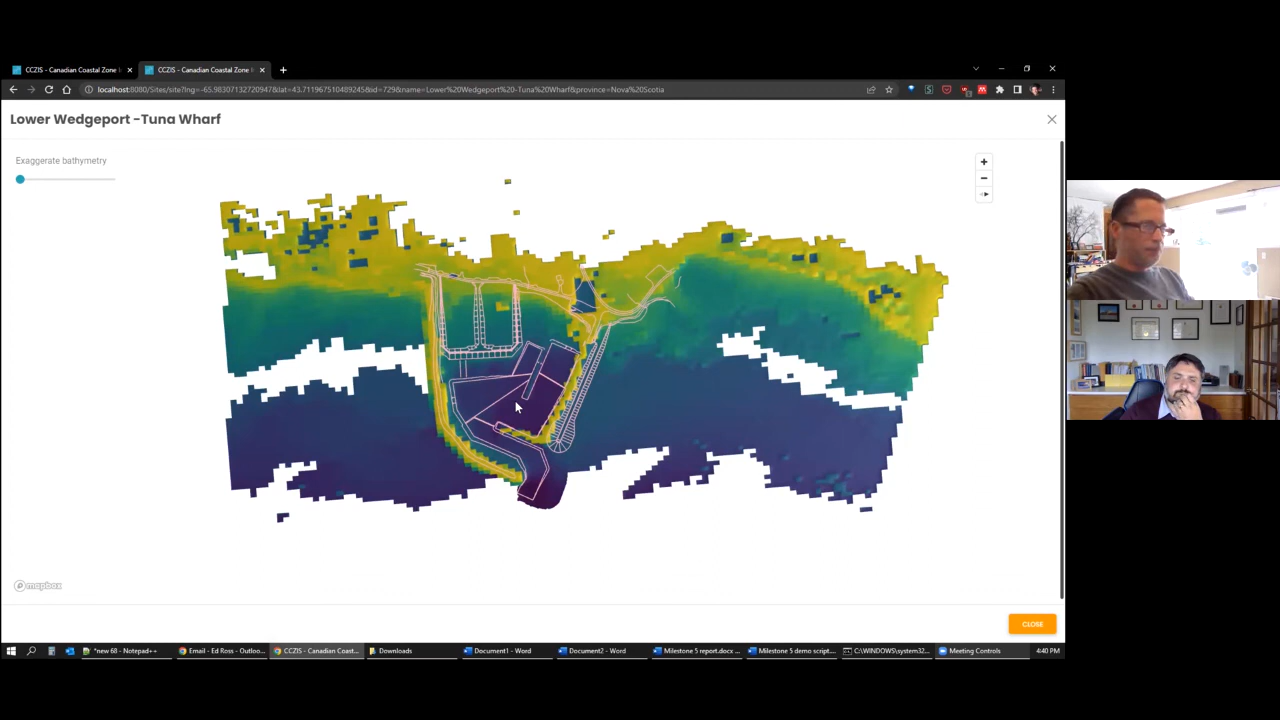 CCZIS - Canadian Coastal Zone I
CCZIS - Canadian Coastal Zone I
localhost:8080/Sites/site?lng=-65.98307132720947&lat=43.711967510489245&id=729&name=Lower%20Wedgeport%20-Tuna%20Wharf&province=Nova%20Scotia
Lower Wedgeport -Tuna Wharf
Exaggerate bathymetry
mapbox
CLOSE
*new 68 - Notepad++
Email - Ed Ross - Outloo...
CCZIS - Canadian Coast...
Downloads
Document1 - Word
Document2 - Word
Milestone 5 report.docx ...
Milestone 5 demo script....
C:\WINDOWS\system32...
Meeting Controls
4:40 PM